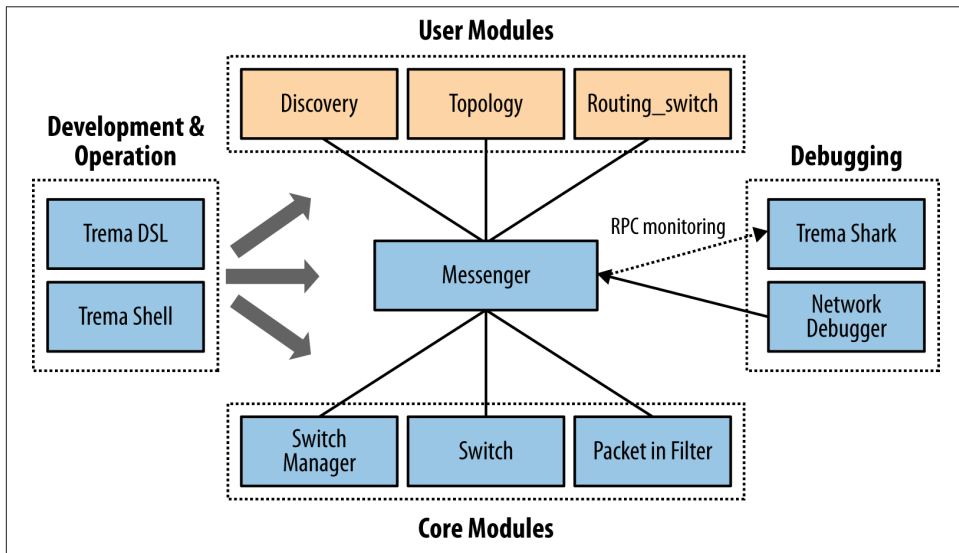 User Modules
Discovery
Topology
Routing_switch
Development &
Operation
Trema DSL
Trema Shell
Messenger
RPC monitoring
Debugging
Trema Shark
Network
Debugger
Switch
Manager
Switch
Packet in Filter
Core Modules